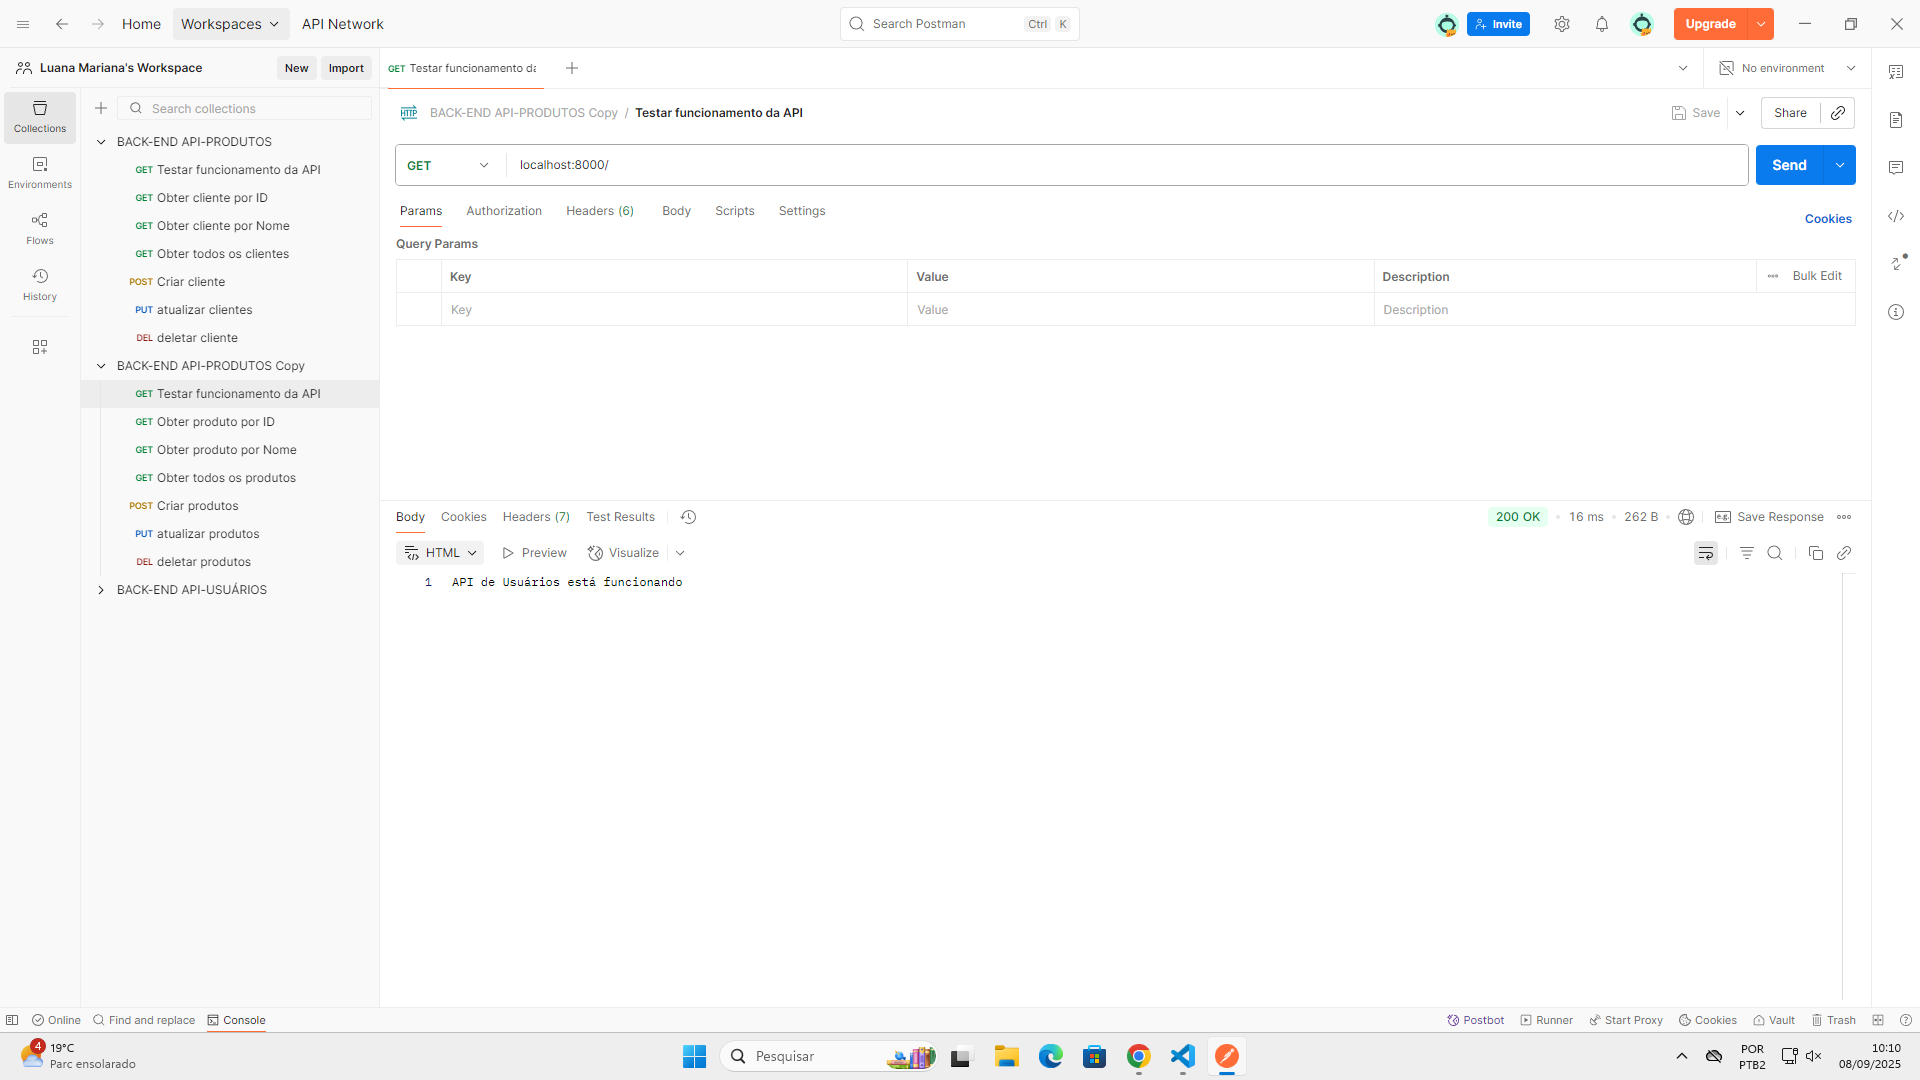 Home
Workspaces
API Network
Search Postman
Ctrl
K
Invite
Upgrade
Luana Mariana's Workspace
New
Import
GET Testar funcionamento da
No environment
Collections
Environments
Flows
History
Search collections
BACK-END API-PRODUTOS
GET Testar funcionamento da API
GET Obter cliente por ID
GET Obter cliente por Nome
GET Obter todos os clientes
POST Criar cliente
PUT atualizar clientes
DEL deletar cliente
BACK-END API-PRODUTOS Copy
GET Testar funcionamento da API
GET Obter produto por ID
GET Obter produto por Nome
GET Obter todos os produtos
POST Criar produtos
PUT atualizar produtos
DEL deletar produtos
BACK-END API-USUÁRIOS
HTTP BACK-END API-PRODUTOS Copy / Testar funcionamento da API
Save
Share
GET localhost:8000/
Send
Params Authorization Headers (6) Body Scripts Settings
Cookies
Query Params
Key Value Description Bulk Edit
Key Value Description
Body Cookies Headers (7) Test Results
200 OK • 16 ms • 262 B
e.g. Save Response
HTML Preview Visualize
1 API de Usuários está funcionando
Online Find and replace Console
Postbot Runner Start Proxy Cookies Vault Trash
4
19°C
Parc ensolarado
Pesquisar
POR
PTB2
10:10
08/09/2025